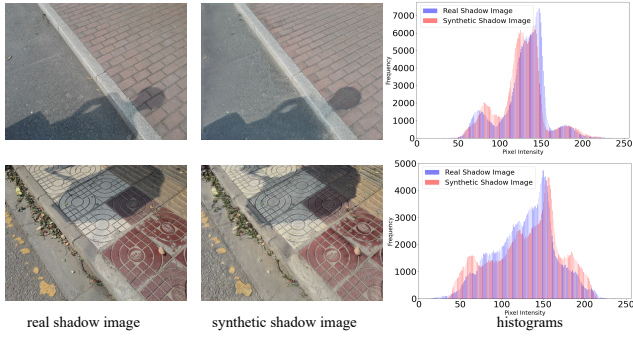 7000
6000
5000
4000
3000
2000
1000
0
Frequency
Real Shadow Image
Synthetic Shadow Image
0 50 100 150 200 250
Pixel Intensity
5000
4000
3000
2000
1000
0
Frequency
Real Shadow Image
Synthetic Shadow Image
0 50 100 150 200 250
Pixel Intensity
real shadow image synthetic shadow image histograms